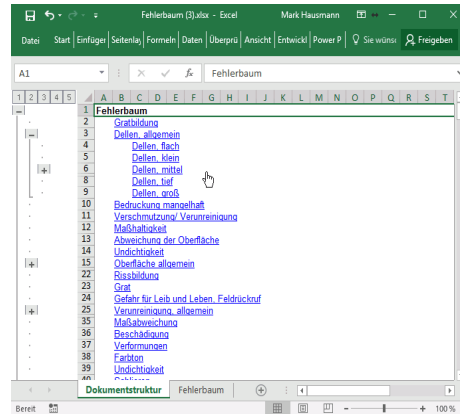 Fehlerbaum (3).xlsx - Excel Mark Hausmann
Datei Start Einfüger Seitenlay Formeln Daten Überprü Ansicht Entwickl Power P Sie wünsc Freigeben
A1 fx Fehlerbaum
1 2 3 4 5 A B C D E F G H I J K L M N O P Q R S T
1 Fehlerbaum
2 Gratbildung
3 Dellen, allgemein
4 Dellen, flach
5 Dellen, klein
6 Dellen, mittel
8 Dellen, tief
9 Dellen, groß
10 Bedruckung mangelhaft
11 Verschmutzung/ Verunreinigung
12 Maßhaltigkeit
13 Abweichung der Oberfläche
14 Undichtigkeit
15 Oberfläche allgemein
22 Rissbildung
23 Grat
24 Gefahr für Leib und Leben, Feldrückruf
25 Verunreinigung, allgemein
35 Maßabweichung
36 Beschädigung
37 Verformungen
38 Farbton
39 Undichtigkeit
40
Dokumentstruktur Fehlerbaum
Bereit 100 %